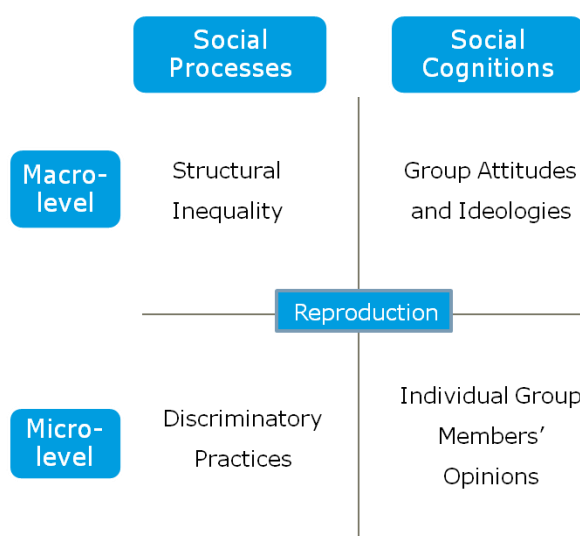 Social
Processes
Social
Cognitions
Macro-
level
Structural
Inequality
Group Attitudes
and Ideologies
Reproduction
Micro-
level
Discriminatory
Practices
Individual Group
Members’
Opinions